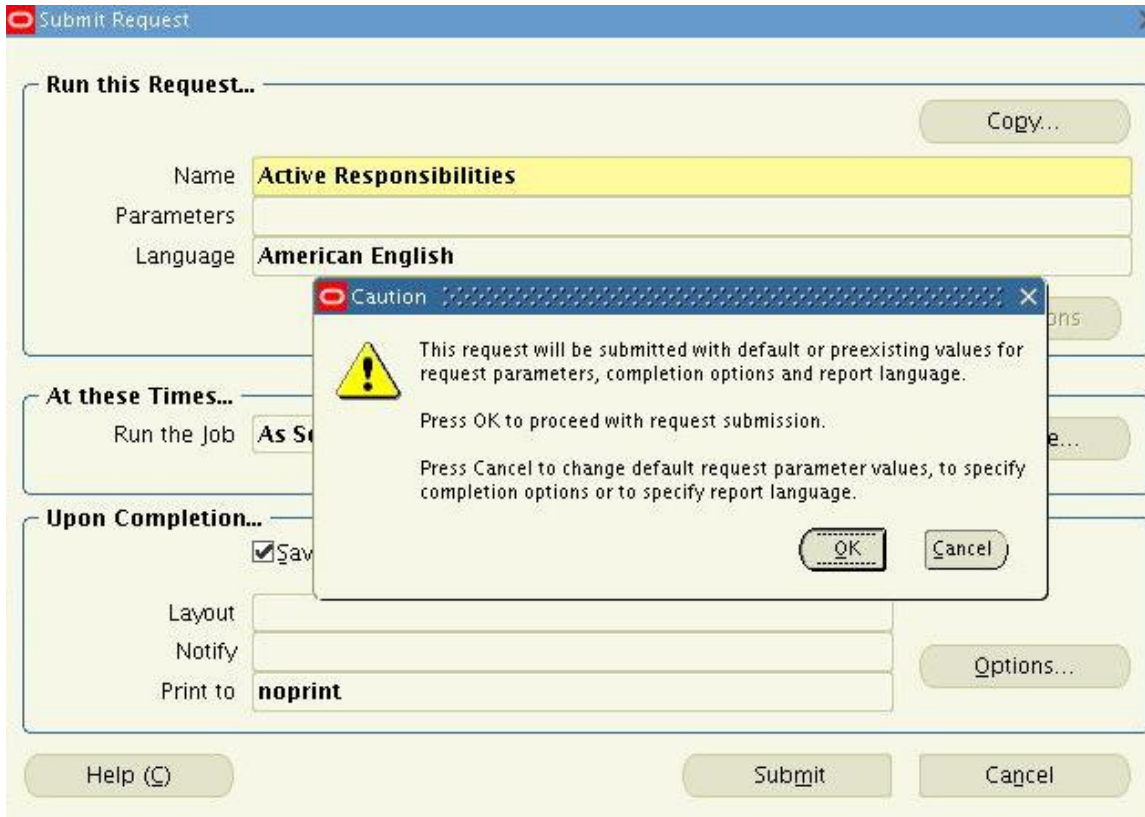 Submit Request
Run this Request...
Copy...
Name Active Responsibilities
Parameters
Language American English
Caution
This request will be submitted with default or preexisting values for
request parameters, completion options and report language.
Press OK to proceed with request submission.
Press Cancel to change default request parameter values, to specify
completion options or to specify report language.
OK Cancel
At these Times...
Run the Job As
Upon Completion...
Layout
Notify
Options...
Print to noprint
Help (C) Submit Cancel